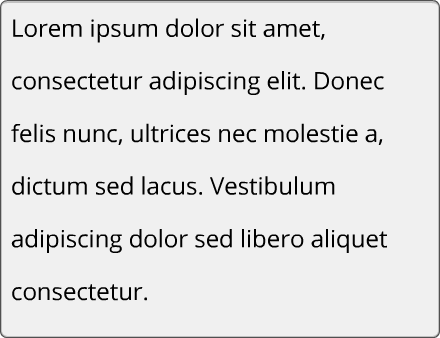 Lorem ipsum dolor sit amet,
consectetur adipiscing elit. Donec
felis nunc, ultrices nec molestie a,
dictum sed lacus. Vestibulum
adipiscing dolor sed libero aliquet
consectetur.